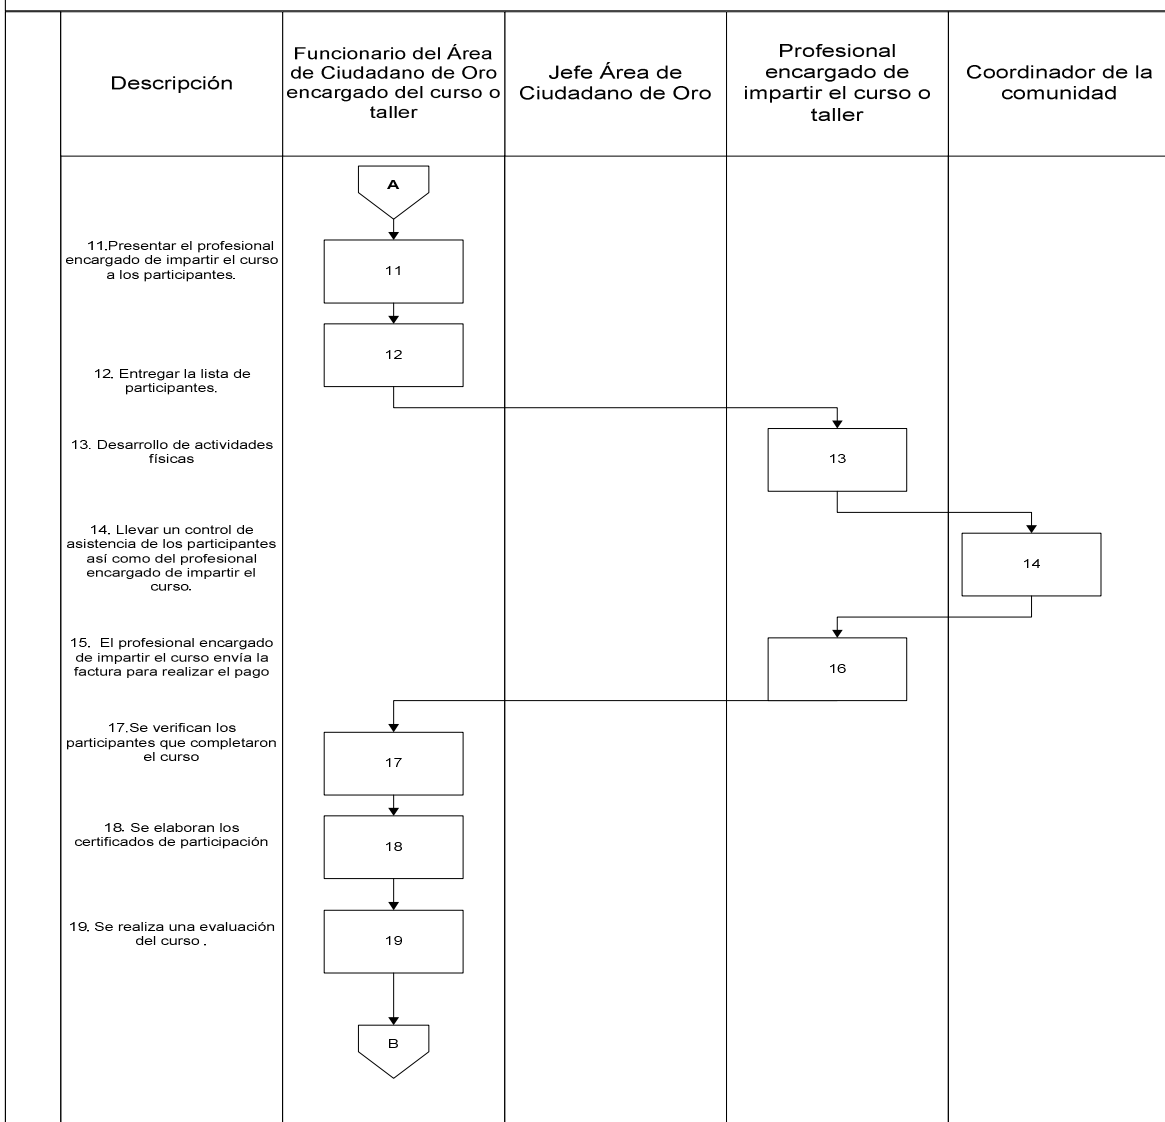 Descripción
Funcionario del Área
de Ciudadano de Oro
encargado del curso o
taller
Jefe Área de
Ciudadano de Oro
Profesional
encargado de
impartir el curso o
taller
Coordinador de la
comunidad
A
11.Presentar el profesional
encargado de impartir el curso
a los participantes.
11
12. Entregar la lista de
participantes.
12
13. Desarrollo de actividades
físicas
13
14. Llevar un control de
asistencia de los participantes
así como del profesional
encargado de impartir el
curso.
14
15. El profesional encargado
de impartir el curso envía la
factura para realizar el pago
16
17.Se verifican los
participantes que completaron
el curso
17
18. Se elaboran los
certificados de participación
18
19. Se realiza una evaluación
del curso .
19
B